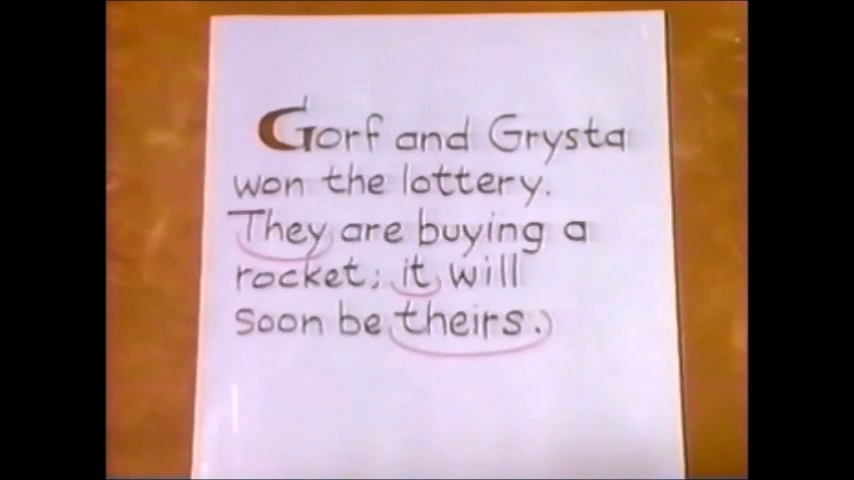 Gorf and Grysta
won the lottery.
They are buying a
rocket; it will
soon be theirs.